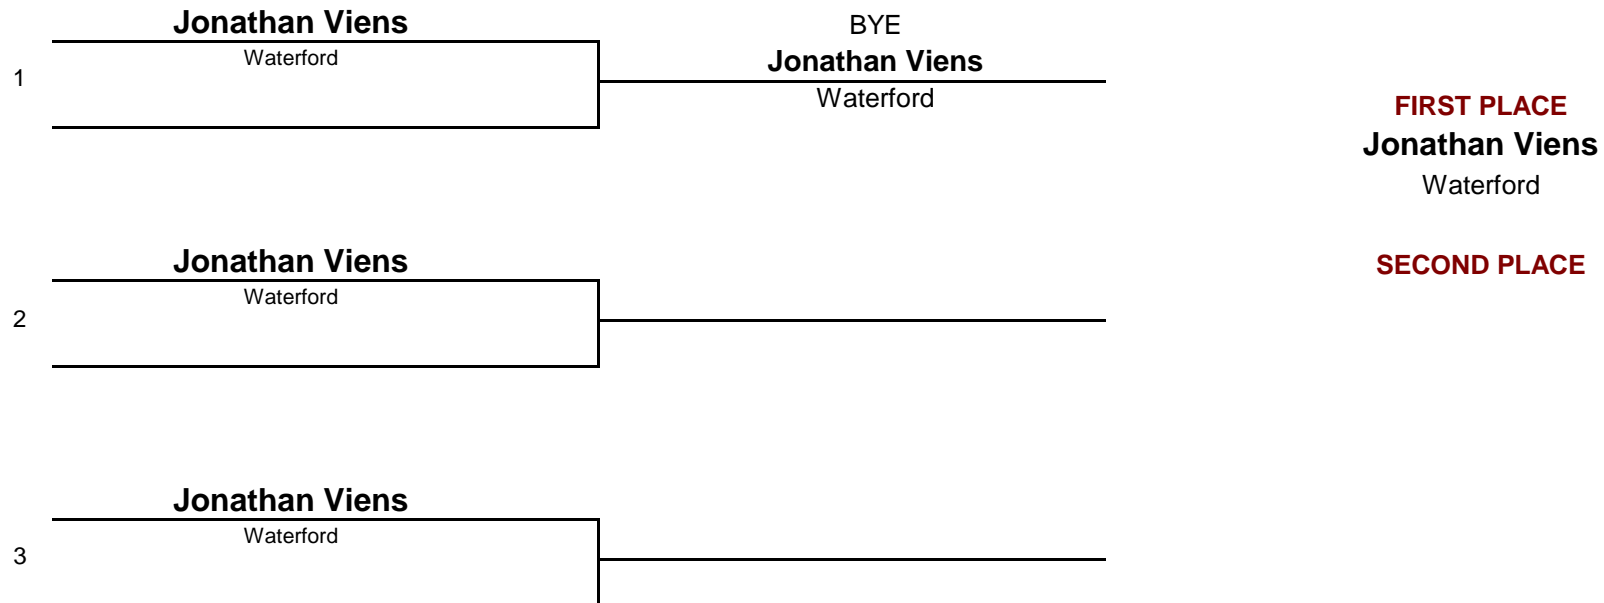 Jonathan Viens
Waterford
1
BYE
Jonathan Viens
Waterford
FIRST PLACE
Jonathan Viens
Waterford
Jonathan Viens
Waterford
2
SECOND PLACE
Jonathan Viens
Waterford
3